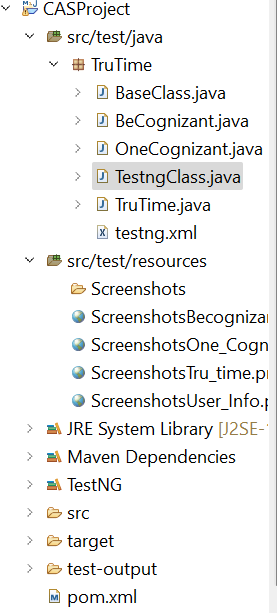 CASProject
src/test/java
TruTime
BaseClass.java
BeCognizant.java
OneCognizant.java
TestngClass.java
TruTime.java
testng.xml
src/test/resources
Screenshots
ScreenshotsBecogniza
ScreenshotsOne_Cogn
ScreenshotsTru_time.p
ScreenshotsUser_Info.p
JRE System Library [J2SE-
Maven Dependencies
TestNG
src
target
test-output
pom.xml